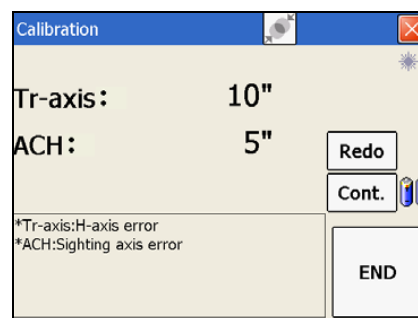 Calibration
Tr-axis: 10"
ACH: 5"
Redo
Cont.
*Tr-axis:H-axis error
*ACH:Sighting axis error
END